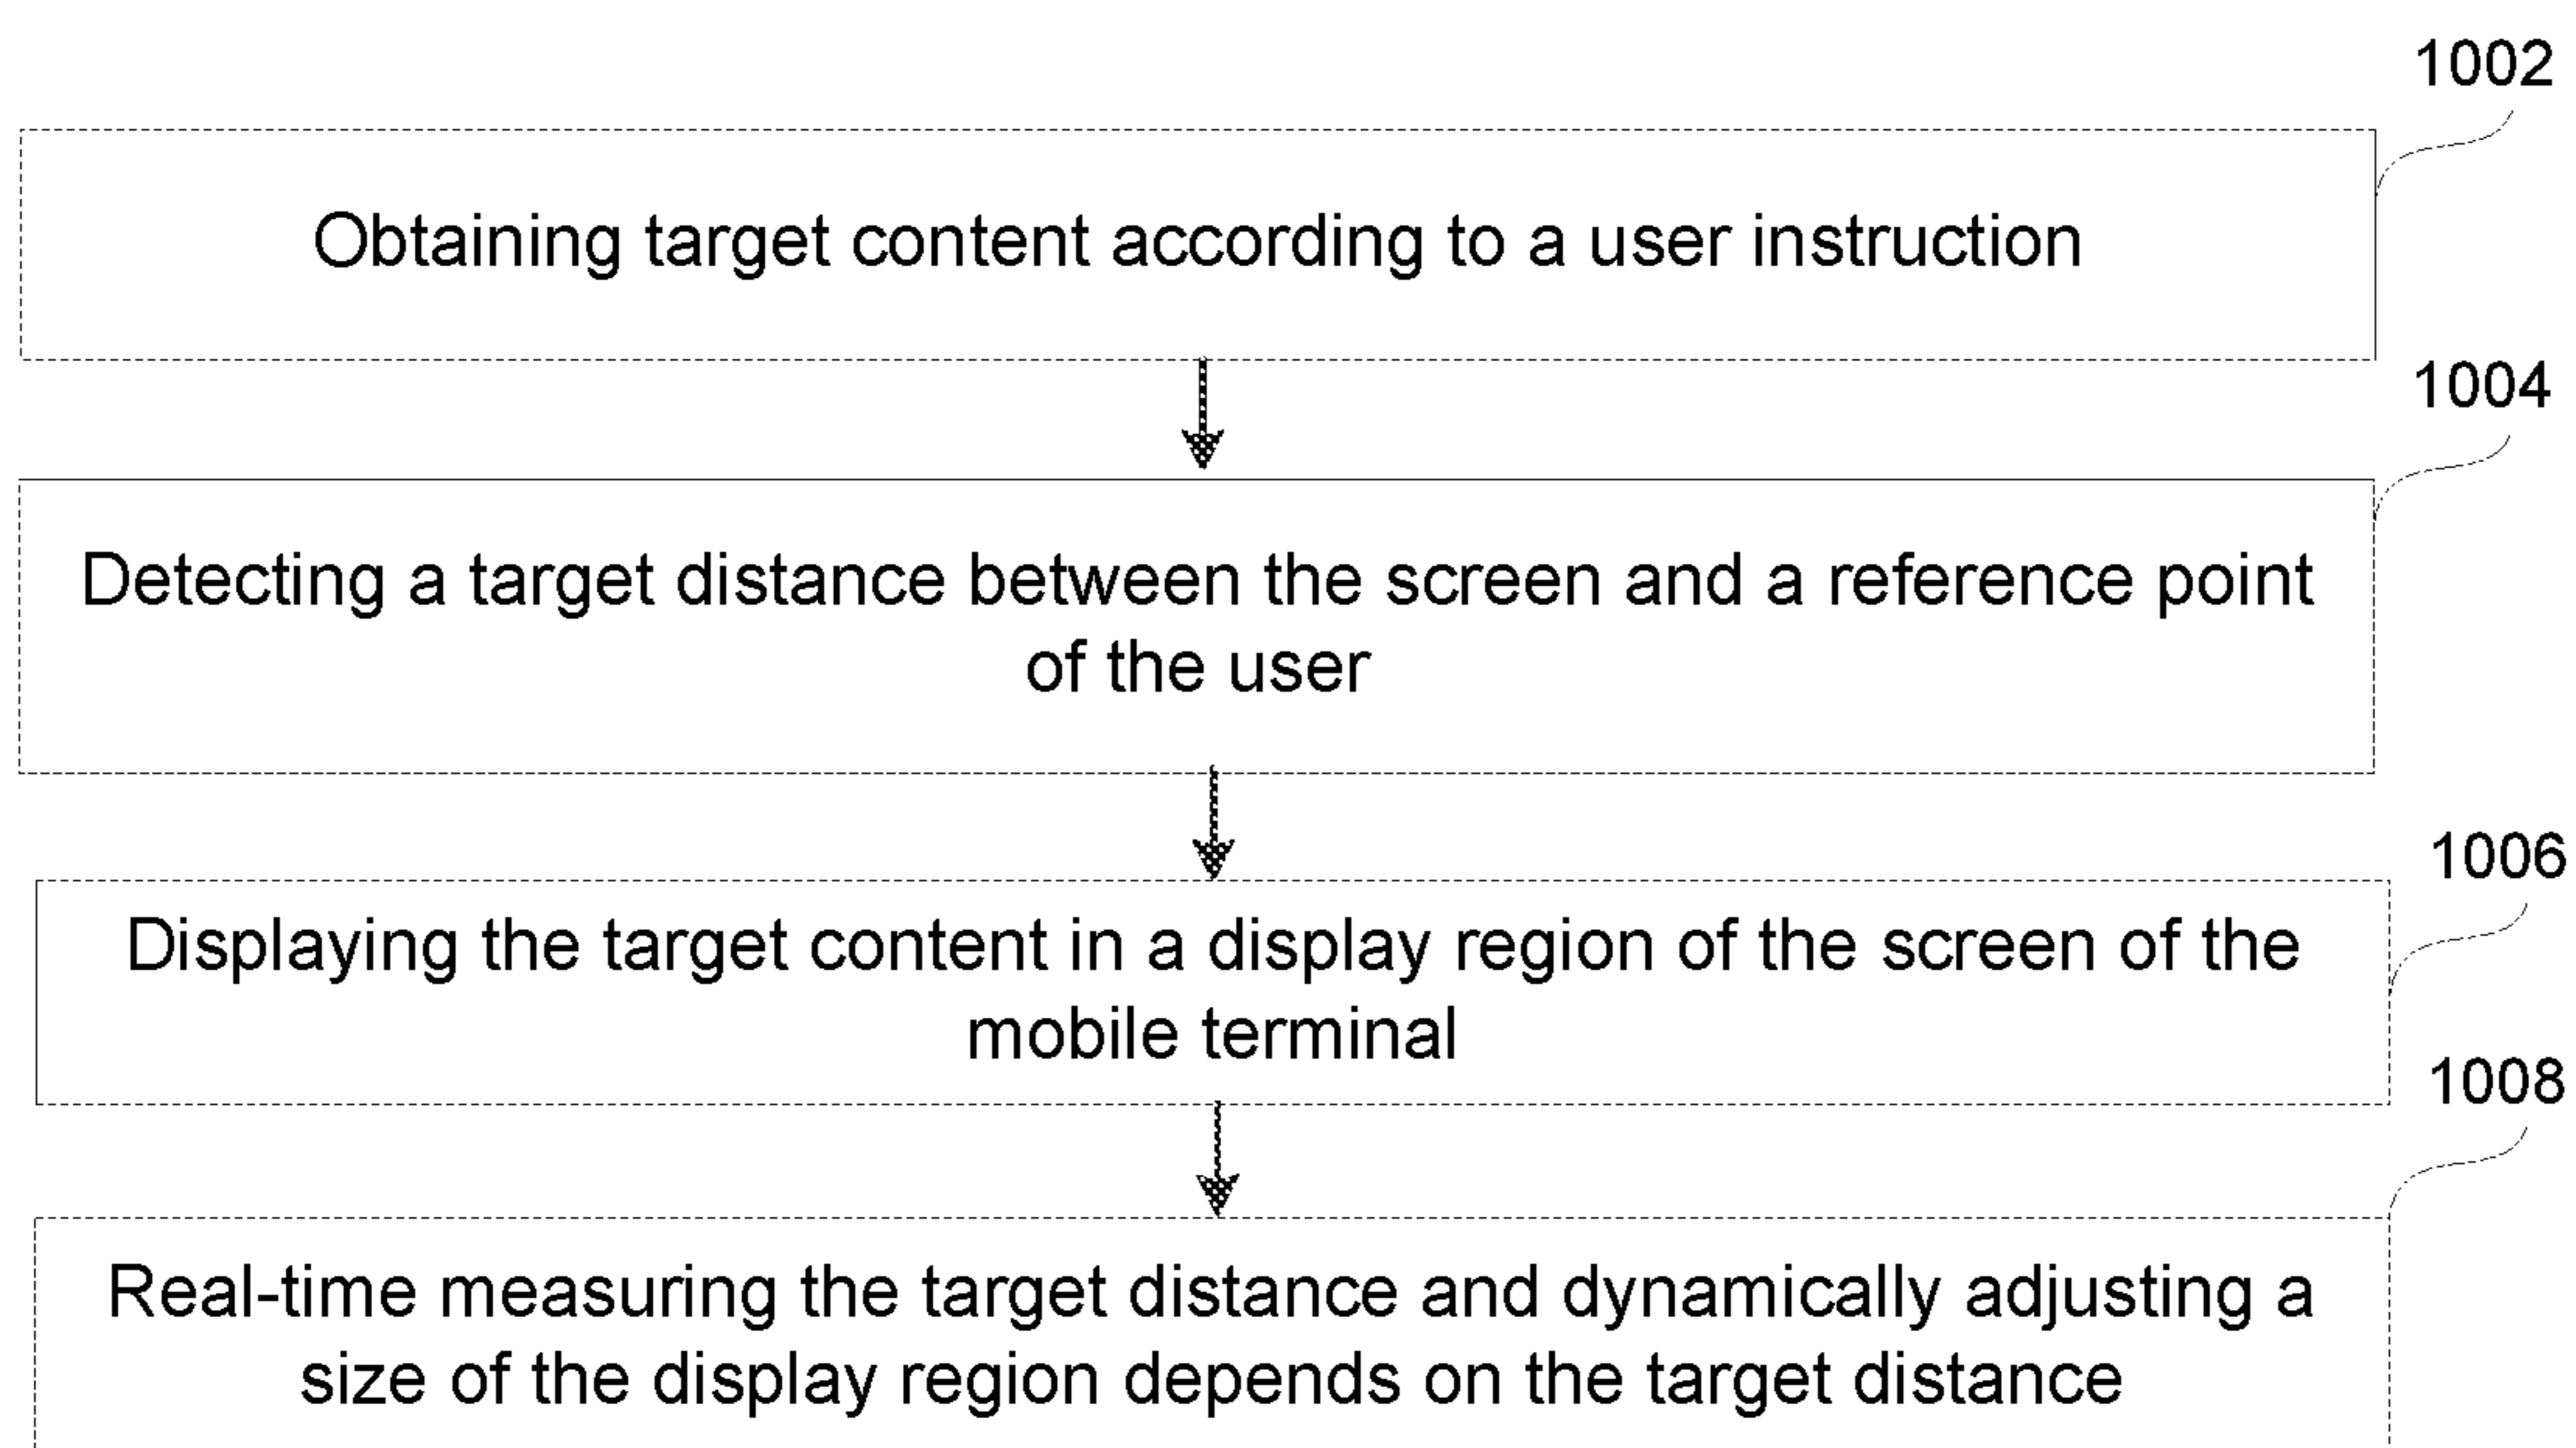 1002
Obtaining target content according to a user instruction
1004
Detecting a target distance between the screen and a reference point
of the user
1006
Displaying the target content in a display region of the screen of the
mobile terminal
1008
Real-time measuring the target distance and dynamically adjusting a
size of the display region depends on the target distance